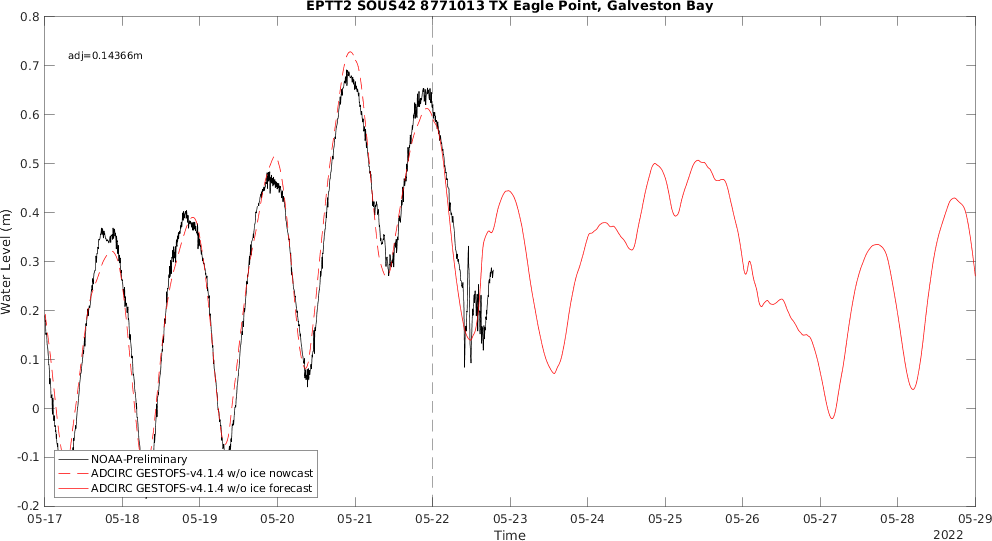 EPTT2 SOUS42 8771013 TX Eagle Point, Galveston Bay
adj=0.14366m
Water Level (m)
0.8
0.7
0.6
0.5
0.4
0.3
0.2
0.1
0
-0.1
-0.2
NOAA-Preliminary
ADCIRC GESTOFS-v4.1.4 w/o ice nowcast
ADCIRC GESTOFS-v4.1.4 w/o ice forecast
05-17 05-18 05-19 05-20 05-21 05-22 05-23 05-24 05-25 05-26 05-27 05-28 05-29
Time
2022